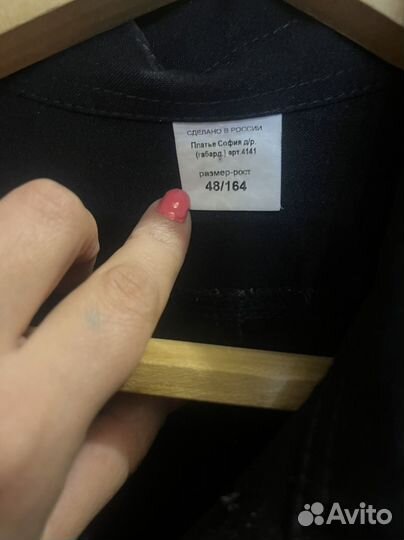 СДЕЛАНО В РОССИИ
Платье София д/р.
(габард.) арт.4141
размер-рост
48/164
Avito